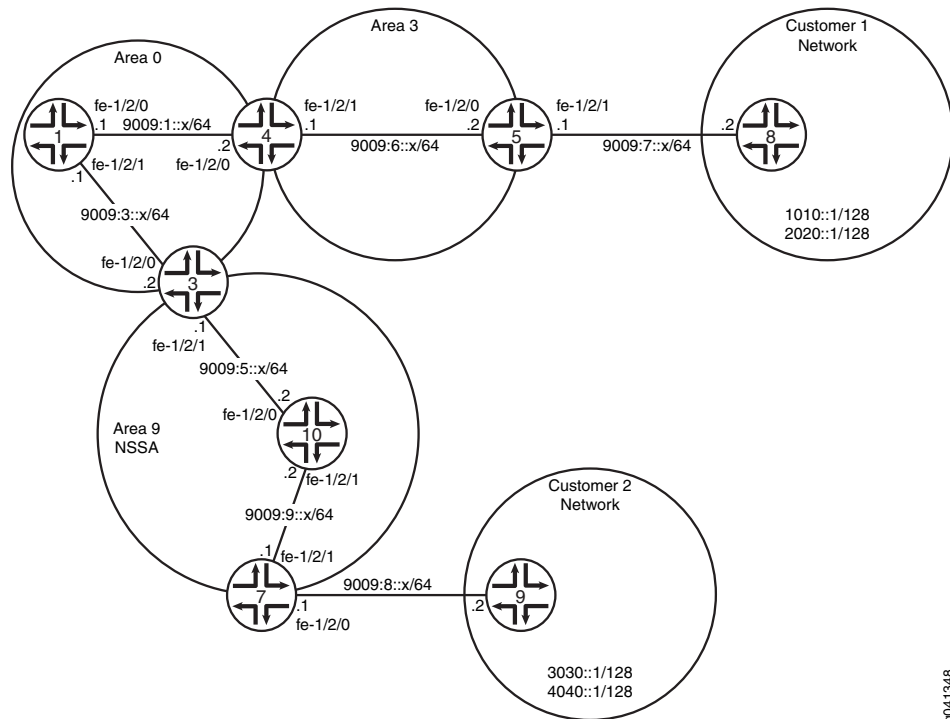 Area 0
Area 3
Customer 1
Network
fe-1/2/0
fe-1/2/1
fe-1/2/0
fe-1/2/1
1
.1
9009:1::x/64
.2
4
.1
9009:6::x/64
.2
5
.1
9009:7::x/64
.2
8
fe-1/2/1
fe-1/2/0
.1
9009:3::x/64
1010::1/128
2020::1/128
fe-1/2/0
.2
3
.1
fe-1/2/1
9009:5::x/64
.2
fe-1/2/0
Area 9
NSSA
10
.2
fe-1/2/1
9009:9::x/64
Customer 2
Network
.1
fe-1/2/1
7
9009:8::x/64
.1
fe-1/2/0
.2
9
3030::1/128
4040::1/128
g041348